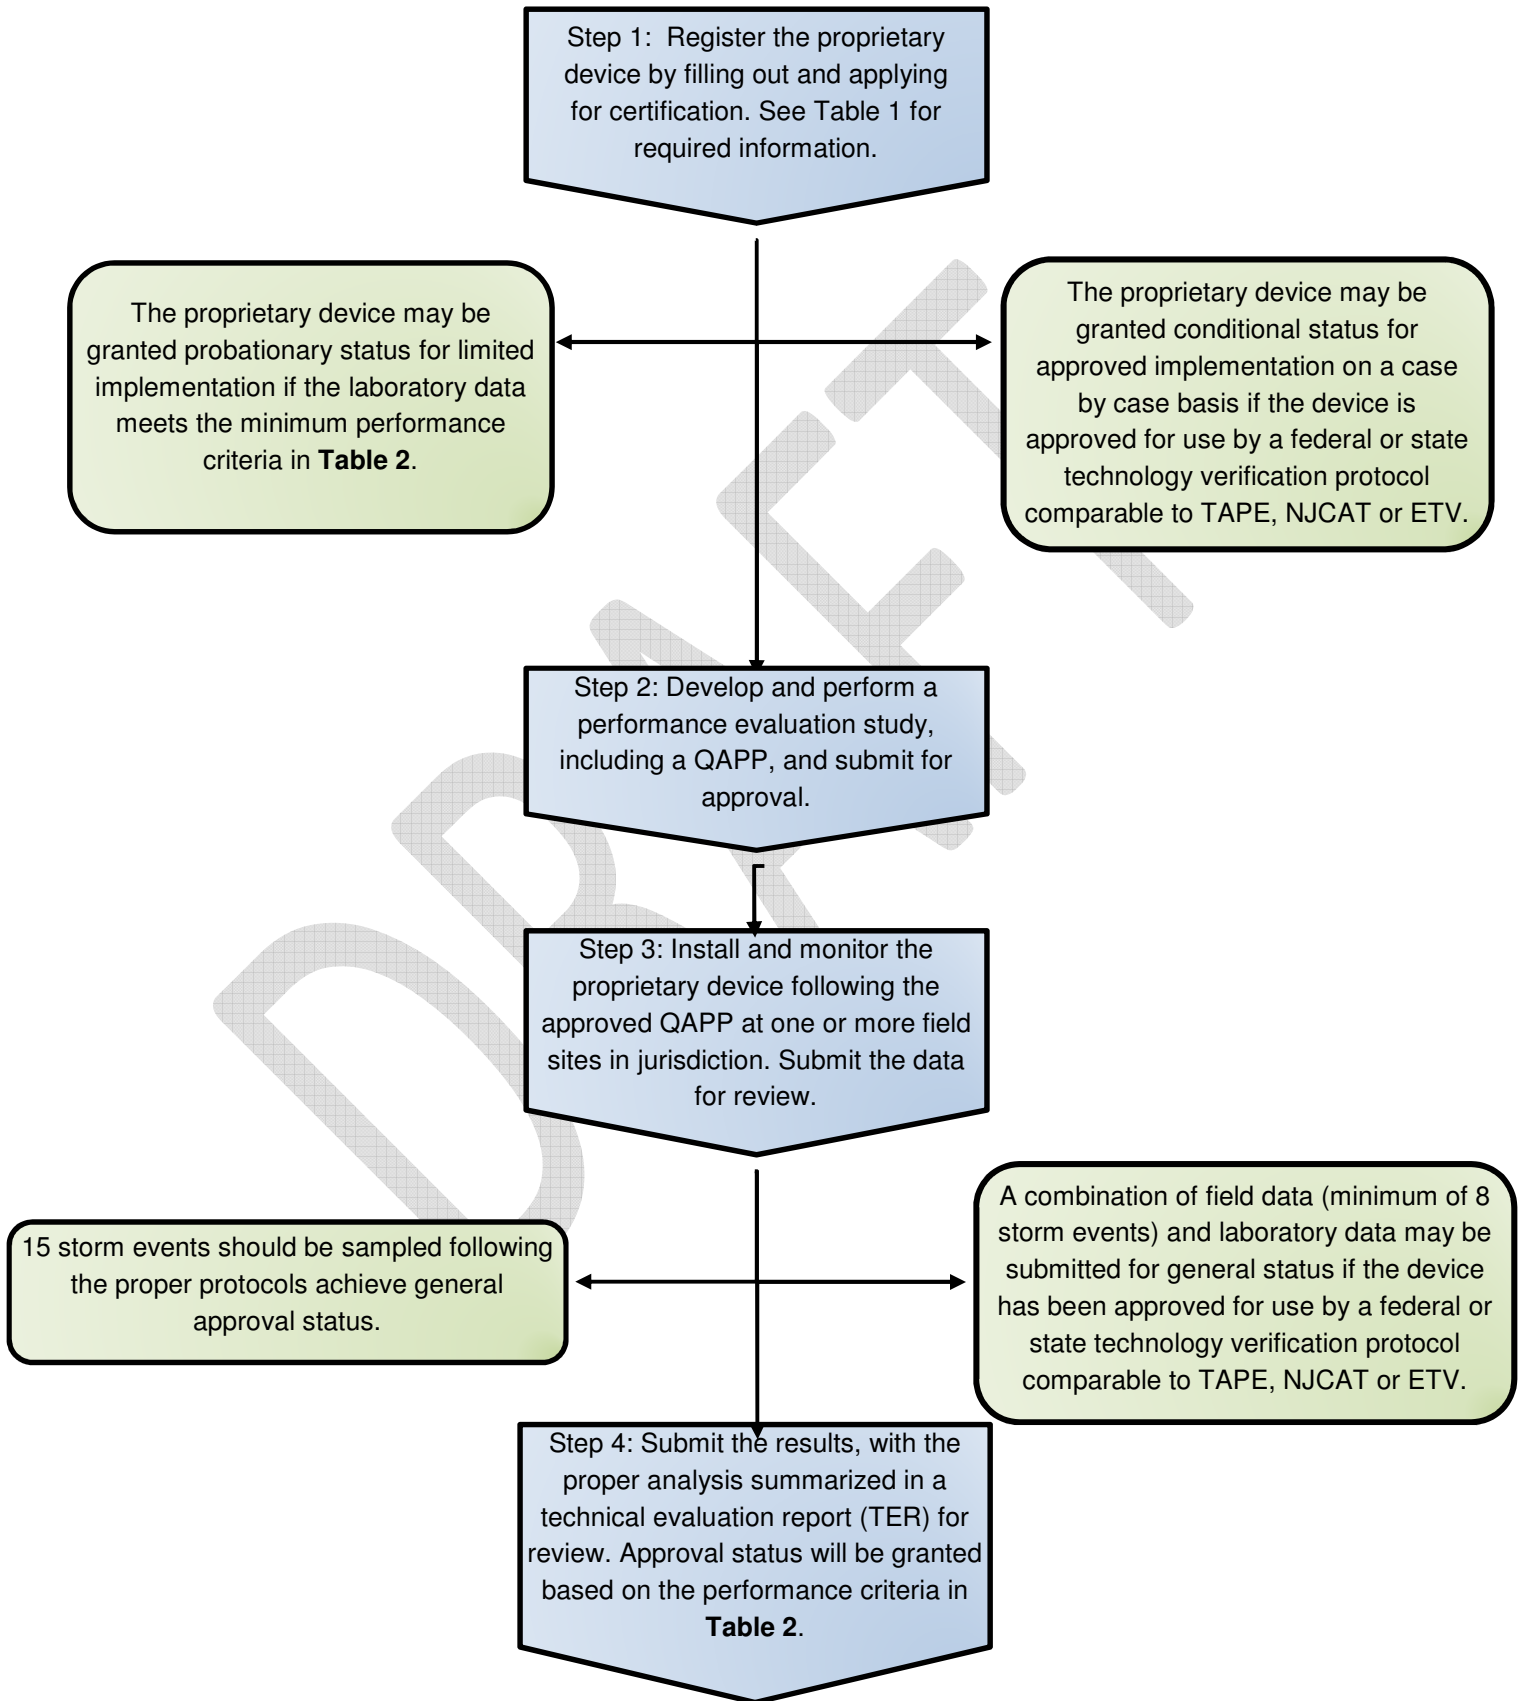 Step 1:  Register the proprietary
device by filling out and applying
for certification. See Table 1 for
required information.
The proprietary device may be
granted probationary status for limited
implementation if the laboratory data
meets the minimum performance
criteria in Table 2.
The proprietary device may be
granted conditional status for
approved implementation on a case
by case basis if the device is
approved for use by a federal or state
technology verification protocol
comparable to TAPE, NJCAT or ETV.
DRAFT
Step 2: Develop and perform a
performance evaluation study,
including a QAPP, and submit for
approval.
Step 3: Install and monitor the
proprietary device following the
approved QAPP at one or more field
sites in jurisdiction. Submit the data
for review.
15 storm events should be sampled following
the proper protocols achieve general
approval status.
A combination of field data (minimum of 8
storm events) and laboratory data may be
submitted for general status if the device
has been approved for use by a federal or
state technology verification protocol
comparable to TAPE, NJCAT or ETV.
Step 4: Submit the results, with the
proper analysis summarized in a
technical evaluation report (TER) for
review. Approval status will be granted
based on the performance criteria in
Table 2.